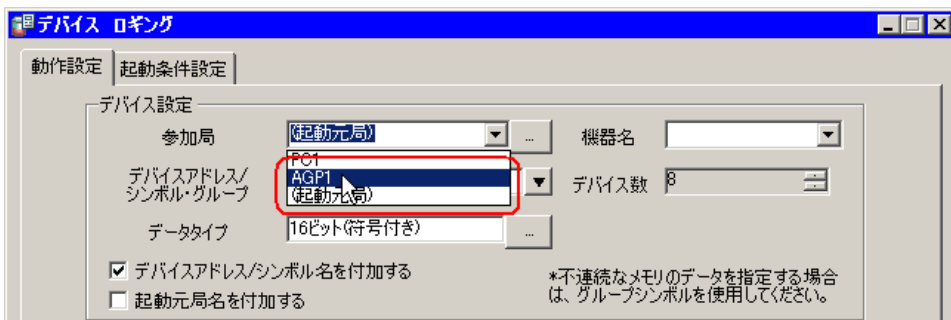 デバイス ロギング
動作設定 起動条件設定
デバイス設定
参加局 (起動元局) ... 機器名
PC1
AGP1
(起動元局)
デバイスアドレス/
シンボル・グループ
デバイス数 8
データタイプ 16ビット(符号付き) ...
デバイスアドレス/シンボル名を付加する
起動元局名を付加する
*不連続なメモリのデータを指定する場合
は、グループシンボルを使用してください。